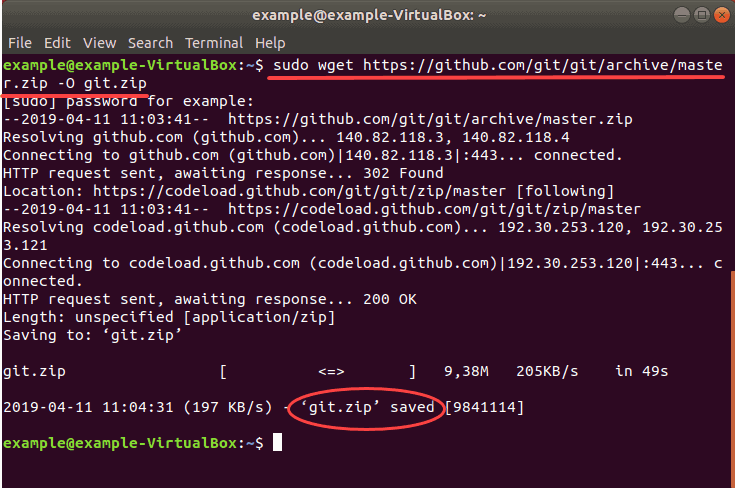 example@example-VirtualBox: ~
File Edit View Search Terminal Help
example@example-VirtualBox:~$ sudo wget https://github.com/git/git/archive/maste
r.zip -O git.zip
[sudo] password for example:
--2019-04-11 11:03:41--  https://github.com/git/git/archive/master.zip
Resolving github.com (github.com)... 140.82.118.3, 140.82.118.4
Connecting to github.com (github.com)|140.82.118.3|:443... connected.
HTTP request sent, awaiting response... 302 Found
Location: https://codeload.github.com/git/git/zip/master [following]
--2019-04-11 11:03:41--  https://codeload.github.com/git/git/zip/master
Resolving codeload.github.com (codeload.github.com)... 192.30.253.120, 192.30.25
3.121
Connecting to codeload.github.com (codeload.github.com)|192.30.253.120|:443... c
onnected.
HTTP request sent, awaiting response... 200 OK
Length: unspecified [application/zip]
Saving to: ‘git.zip’
git.zip                 [          <=>       ]   9,38M   205KB/s    in 49s
2019-04-11 11:04:31 (197 KB/s) - ‘git.zip’ saved [9841114]
example@example-VirtualBox:~$